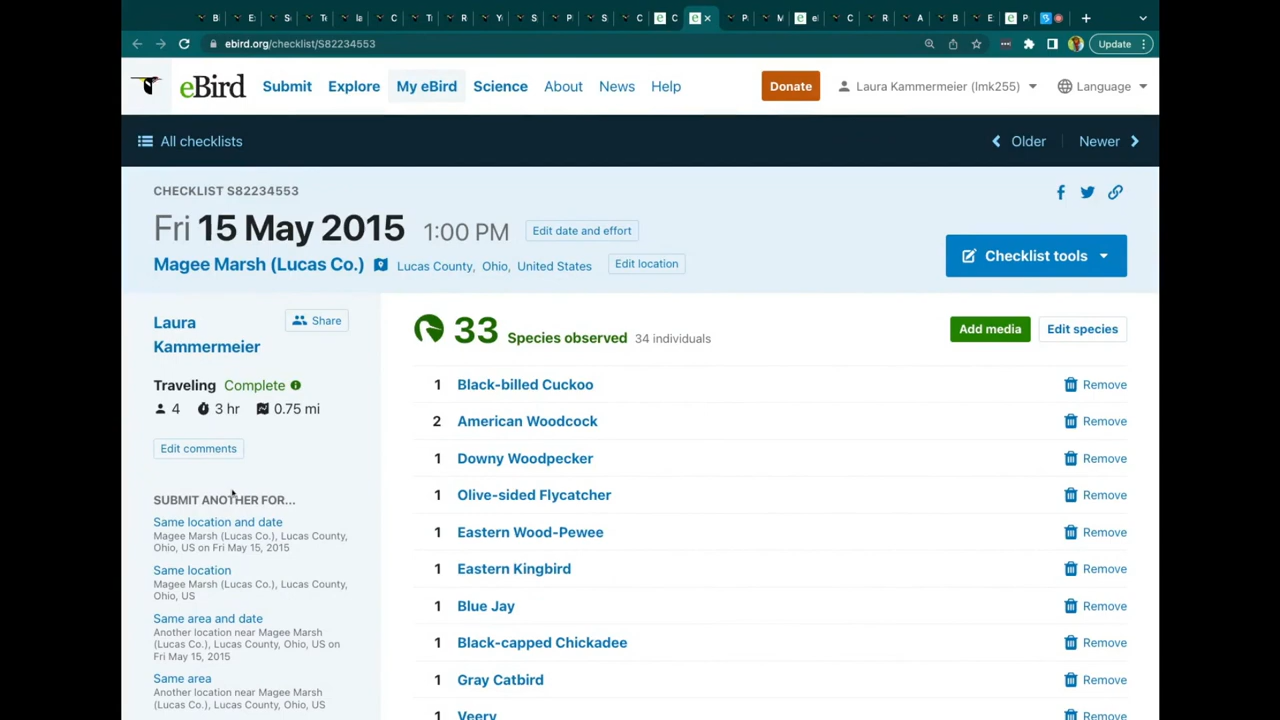 ebird.org/checklist/S82234553
Update
eBird
Submit
Explore
My eBird
Science
About
News
Help
Donate
Laura Kammermeier (lmk255)
Language
All checklists
Older
Newer
CHECKLIST S82234553
Fri 15 May 2015 1:00 PM
Edit date and effort
Magee Marsh (Lucas Co.)
Lucas County, Ohio, United States
Edit location
Checklist tools
Laura
Kammermeier
Share
Traveling Complete
4 3 hr 0.75 mi
Edit comments
SUBMIT ANOTHER FOR...
Same location and date
Magee Marsh (Lucas Co.), Lucas County,
Ohio, US on Fri May 15, 2015
Same location
Magee Marsh (Lucas Co.), Lucas County,
Ohio, US
Same area and date
Another location near Magee Marsh
(Lucas Co.), Lucas County, Ohio, US on
Fri May 15, 2015
Same area
Another location near Magee Marsh
(Lucas Co.), Lucas County, Ohio, US
33 Species observed 34 individuals
Add media
Edit species
1 Black-billed Cuckoo Remove
2 American Woodcock Remove
1 Downy Woodpecker Remove
1 Olive-sided Flycatcher Remove
1 Eastern Wood-Pewee Remove
1 Eastern Kingbird Remove
1 Blue Jay Remove
1 Black-capped Chickadee Remove
1 Gray Catbird Remove
1 Veery Remove